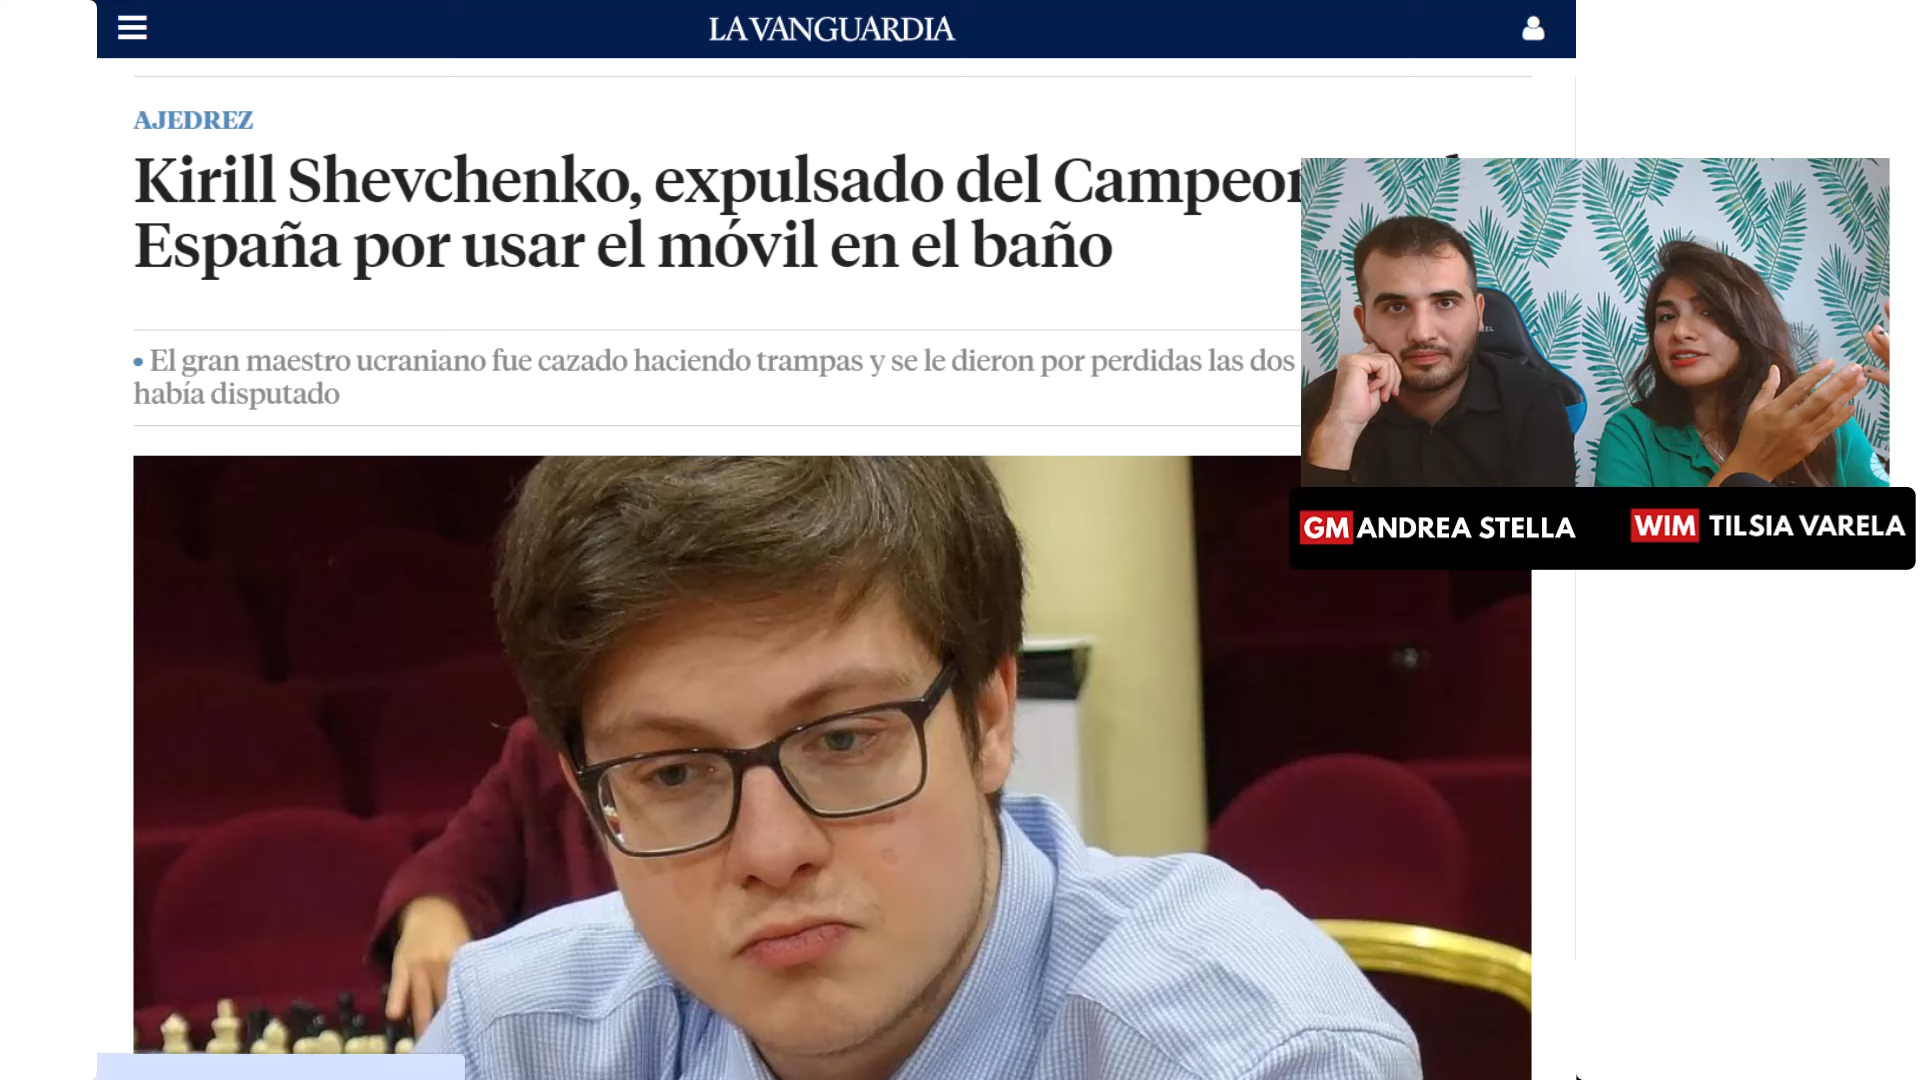 LA VANGUARDIA
AJEDREZ
Kirill Shevchenko, expulsado del
España por usar el móvil en el baño
• El gran maestro ucraniano fue cazado haciendo trampas y se le dieron por perdidas las dos
había disputado
GM ANDREA STELLA
WIM TILSIA VARELA